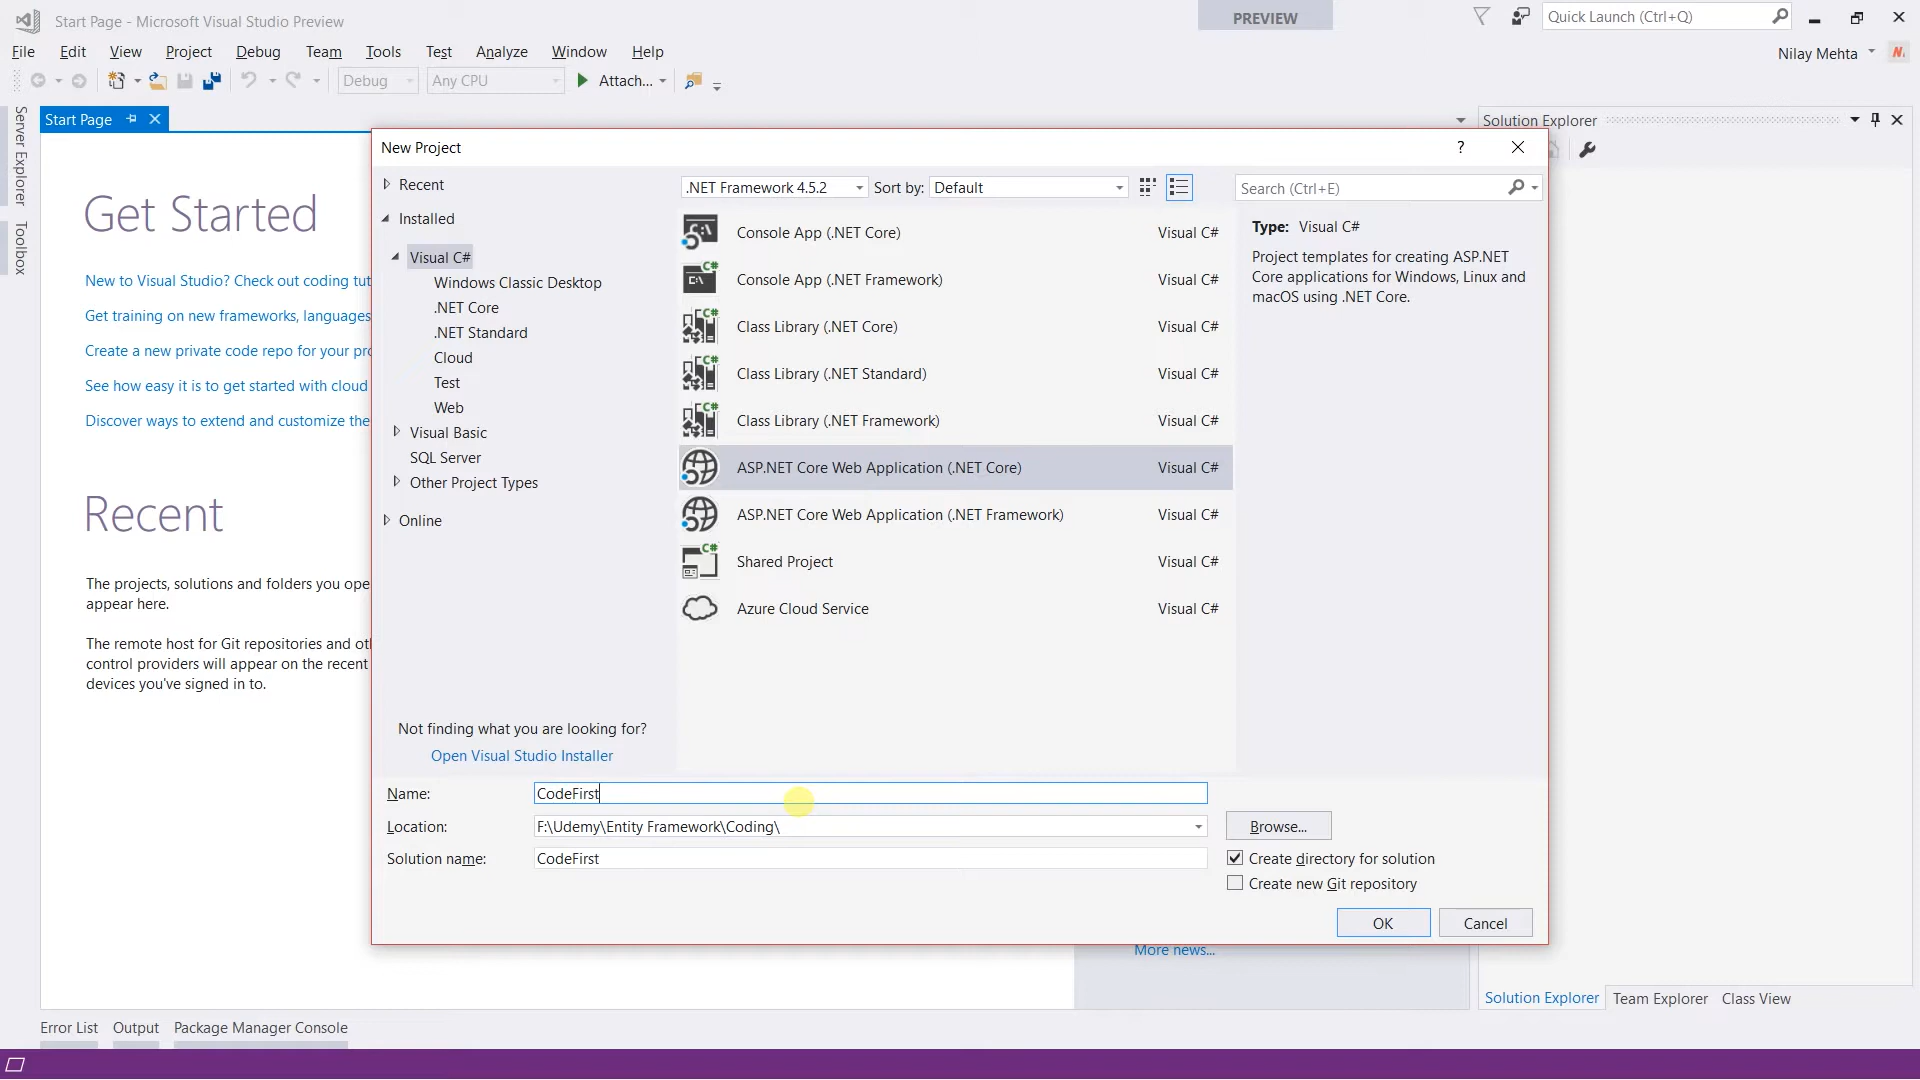 Start Page - Microsoft Visual Studio Preview
PREVIEW
Quick Launch (Ctrl+Q)
File Edit View Project Debug Team Tools Test Analyze Window Help
Nilay Mehta
Debug Any CPU Attach...
Server Explorer
Toolbox
Start Page
Solution Explorer
Get Started
New to Visual Studio? Check out coding tut
Get training on new frameworks, languages
Create a new private code repo for your pro
See how easy it is to get started with cloud
Discover ways to extend and customize the
Recent
The projects, solutions and folders you ope
appear here.
The remote host for Git repositories and oth
control providers will appear on the recent
devices you've signed in to.
New Project
?
Recent
Installed
Visual C#
Windows Classic Desktop
.NET Core
.NET Standard
Cloud
Test
Web
Visual Basic
SQL Server
Other Project Types
Online
Not finding what you are looking for?
Open Visual Studio Installer
.NET Framework 4.5.2 Sort by: Default
Search (Ctrl+E)
Console App (.NET Core) Visual C#
Console App (.NET Framework) Visual C#
Class Library (.NET Core) Visual C#
Class Library (.NET Standard) Visual C#
Class Library (.NET Framework) Visual C#
ASP.NET Core Web Application (.NET Core) Visual C#
ASP.NET Core Web Application (.NET Framework) Visual C#
Shared Project Visual C#
Azure Cloud Service Visual C#
Type: Visual C#
Project templates for creating ASP.NET
Core applications for Windows, Linux and
macOS using .NET Core.
Name: CodeFirst
Location: F:\Udemy\Entity Framework\Coding\
Browse...
Solution name: CodeFirst
Create directory for solution
Create new Git repository
OK Cancel
More news...
Solution Explorer Team Explorer Class View
Error List Output Package Manager Console